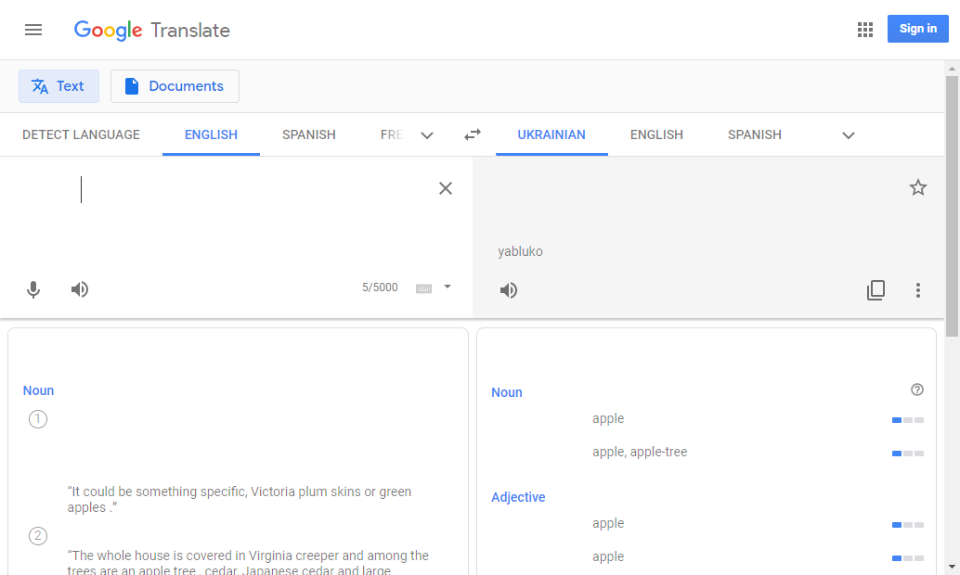 Google Translate
Sign in
Text
Documents
DETECT LANGUAGE
ENGLISH
SPANISH
FRE
UKRAINIAN
ENGLISH
SPANISH
5/5000
yabluko
Noun
1
"It could be something specific, Victoria plum skins or green
apples ."
2
"The whole house is covered in Virginia creeper and among the
trees are an apple tree , cedar, Japanese cedar and large
Noun
apple
apple, apple-tree
Adjective
apple
apple